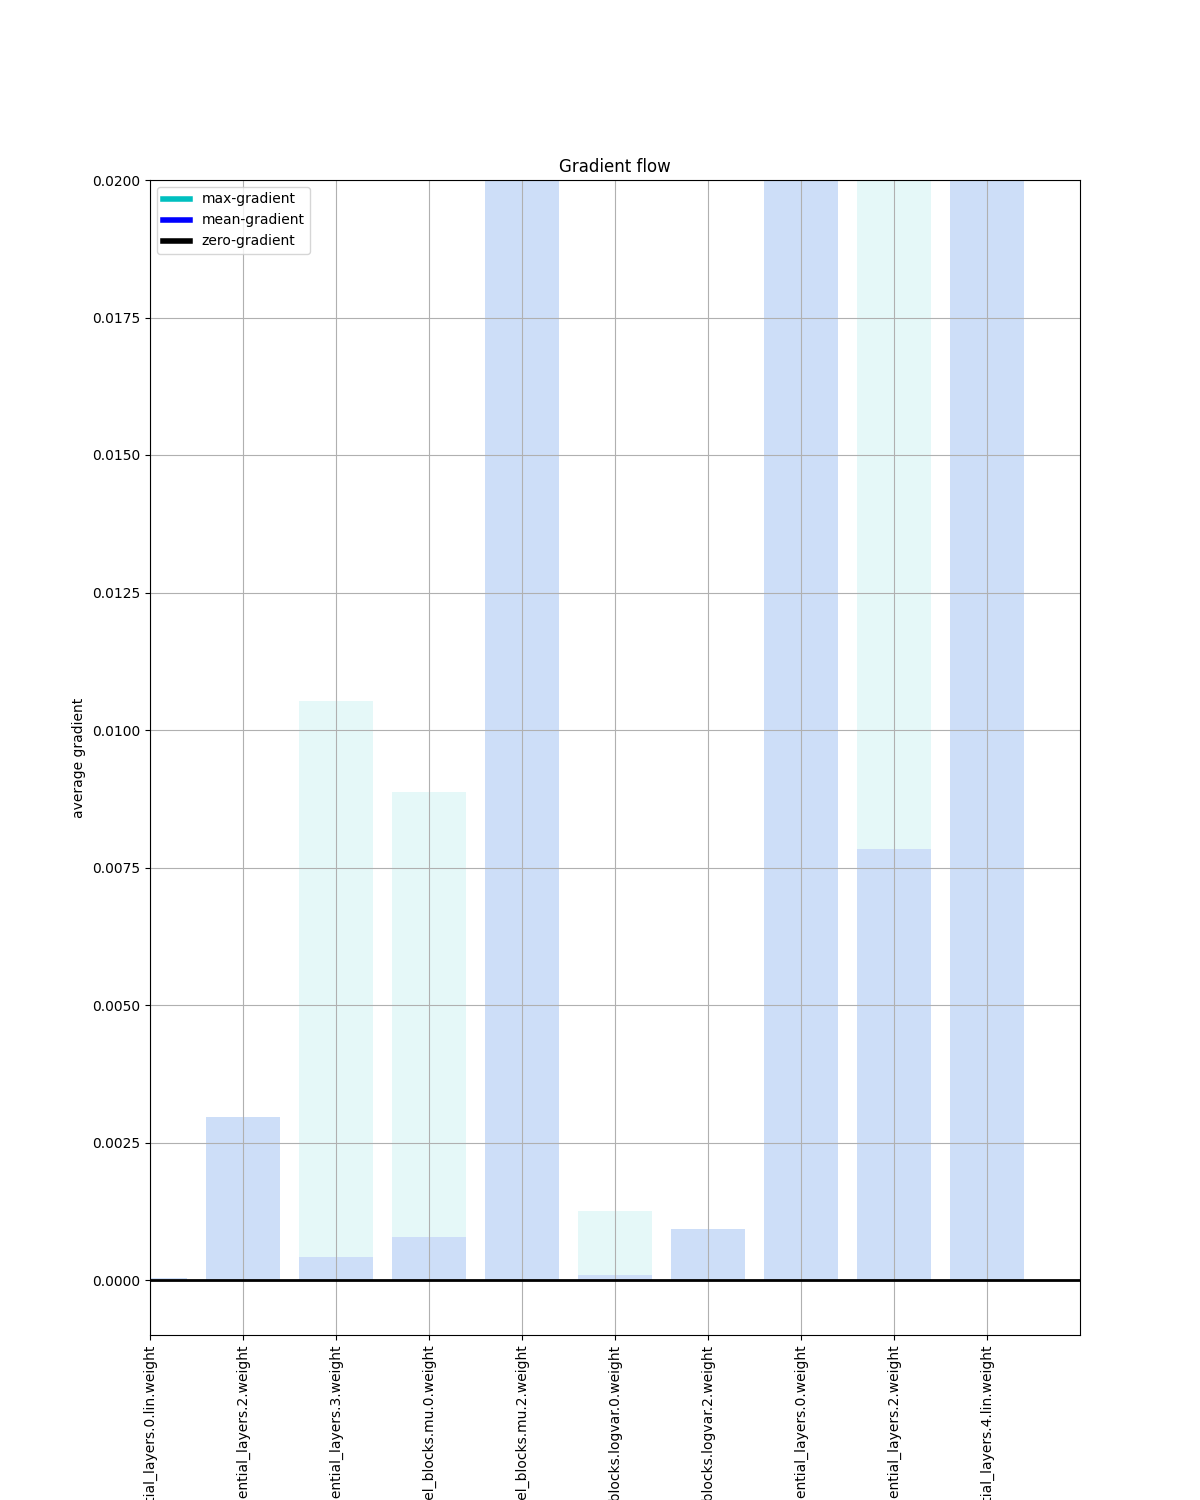 Gradient flow
max-gradient
mean-gradient
zero-gradient
0.0200
0.0175
0.0150
0.0125
0.0100
0.0075
0.0050
0.0025
0.0000
average gradient
tial_layers.0.lin.weight
ential_layers.2.weight
ential_layers.3.weight
el_blocks.mu.0.weight
el_blocks.mu.2.weight
blocks.logvar.0.weight
blocks.logvar.2.weight
ential_layers.0.weight
ential_layers.2.weight
tial_layers.4.lin.weight